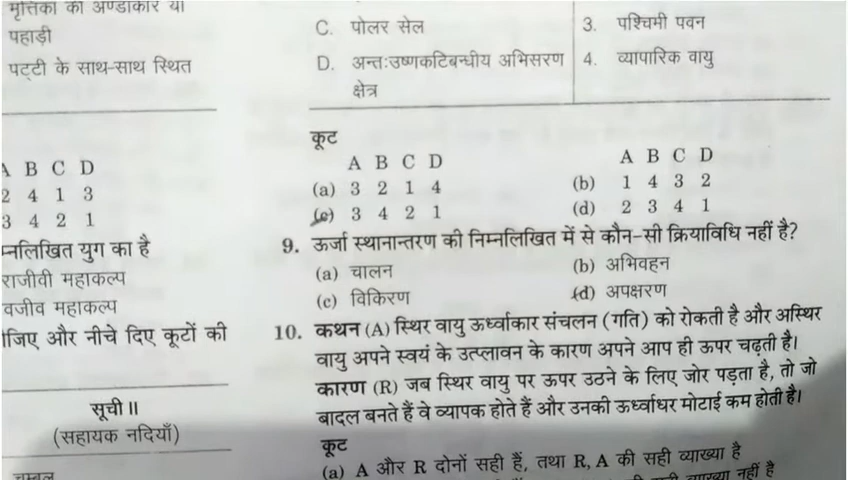 मृत्तिका का अण्डाकार या
पहाड़ी
पट्टी के साथ-साथ स्थित
A B C D
2 4 1 3
3 4 2 1
म्नलिखित युग का है
राजीवी महाकल्प
वजीव महाकल्प
जिए और नीचे दिए कूटों की
सूची II
(सहायक नदियाँ)
चम्बल
C. पोलर सेल
3. पश्चिमी पवन
D. अन्तःउष्णकटिबन्धीय अभिसरण
4. व्यापारिक वायु
क्षेत्र
कूट
A B C D
(a) 3 2 1 4
(c) 3 4 2 1
A B C D
(b) 1 4 3 2
(d) 2 3 4 1
9. ऊर्जा स्थानान्तरण की निम्नलिखित में से कौन-सी क्रियाविधि नहीं है?
(a) चालन
(b) अभिवहन
(c) विकिरण
(d) अपक्षरण
10. कथन (A) स्थिर वायु ऊर्ध्वाकार संचलन (गति) को रोकती है और अस्थिर
वायु अपने स्वयं के उत्प्लावन के कारण अपने आप ही ऊपर चढ़ती है।
कारण (R) जब स्थिर वायु पर ऊपर उठने के लिए जोर पड़ता है, तो जो
बादल बनते हैं वे व्यापक होते हैं और उनकी ऊर्ध्वाधर मोटाई कम होती है।
कूट
(a) A और R दोनों सही हैं, तथा R, A की सही व्याख्या है
व्याख्या नहीं है